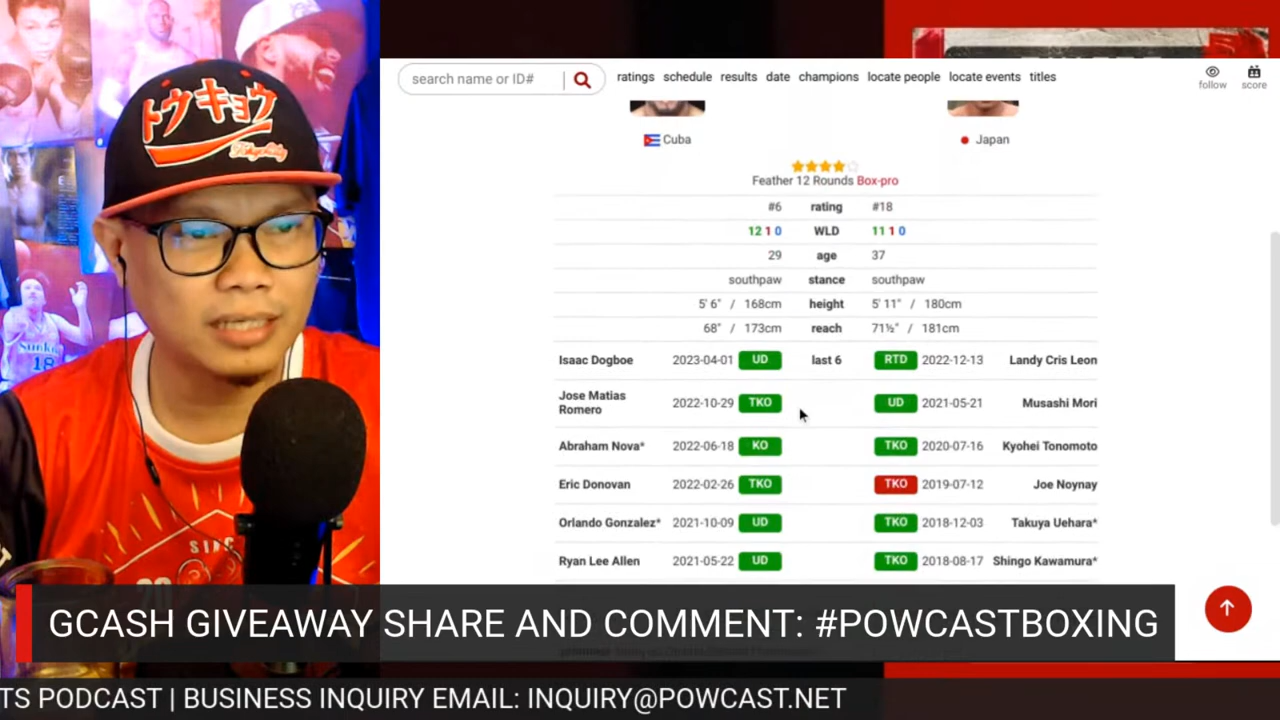 トウキョウ
search name or ID#
ratings schedule results date champions locate people locate events titles
follow
score
Cuba
Japan
Feather 12 Rounds Box-pro
#6 rating #18
12 1 0 WLD 11 1 0
29 age 37
southpaw stance southpaw
5' 6" / 168cm height 5' 11" / 180cm
68" / 173cm reach 71½" / 181cm
Isaac Dogboe 2023-04-01 UD last 6 RTD 2022-12-13 Landy Cris Leon
Jose Matias Romero 2022-10-29 TKO UD 2021-05-21 Musashi Mori
Abraham Nova* 2022-06-18 KO TKO 2020-07-16 Kyohei Tonomoto
Eric Donovan 2022-02-26 TKO TKO 2019-07-12 Joe Noynay
Orlando Gonzalez* 2021-10-09 UD TKO 2018-12-03 Takuya Uehara*
Ryan Lee Allen 2021-05-22 UD TKO 2018-08-17 Shingo Kawamura*
18
GCASH GIVEAWAY SHARE AND COMMENT: #POWCASTBOXING
TS PODCAST | BUSINESS INQUIRY EMAIL: INQUIRY@POWCAST.NET